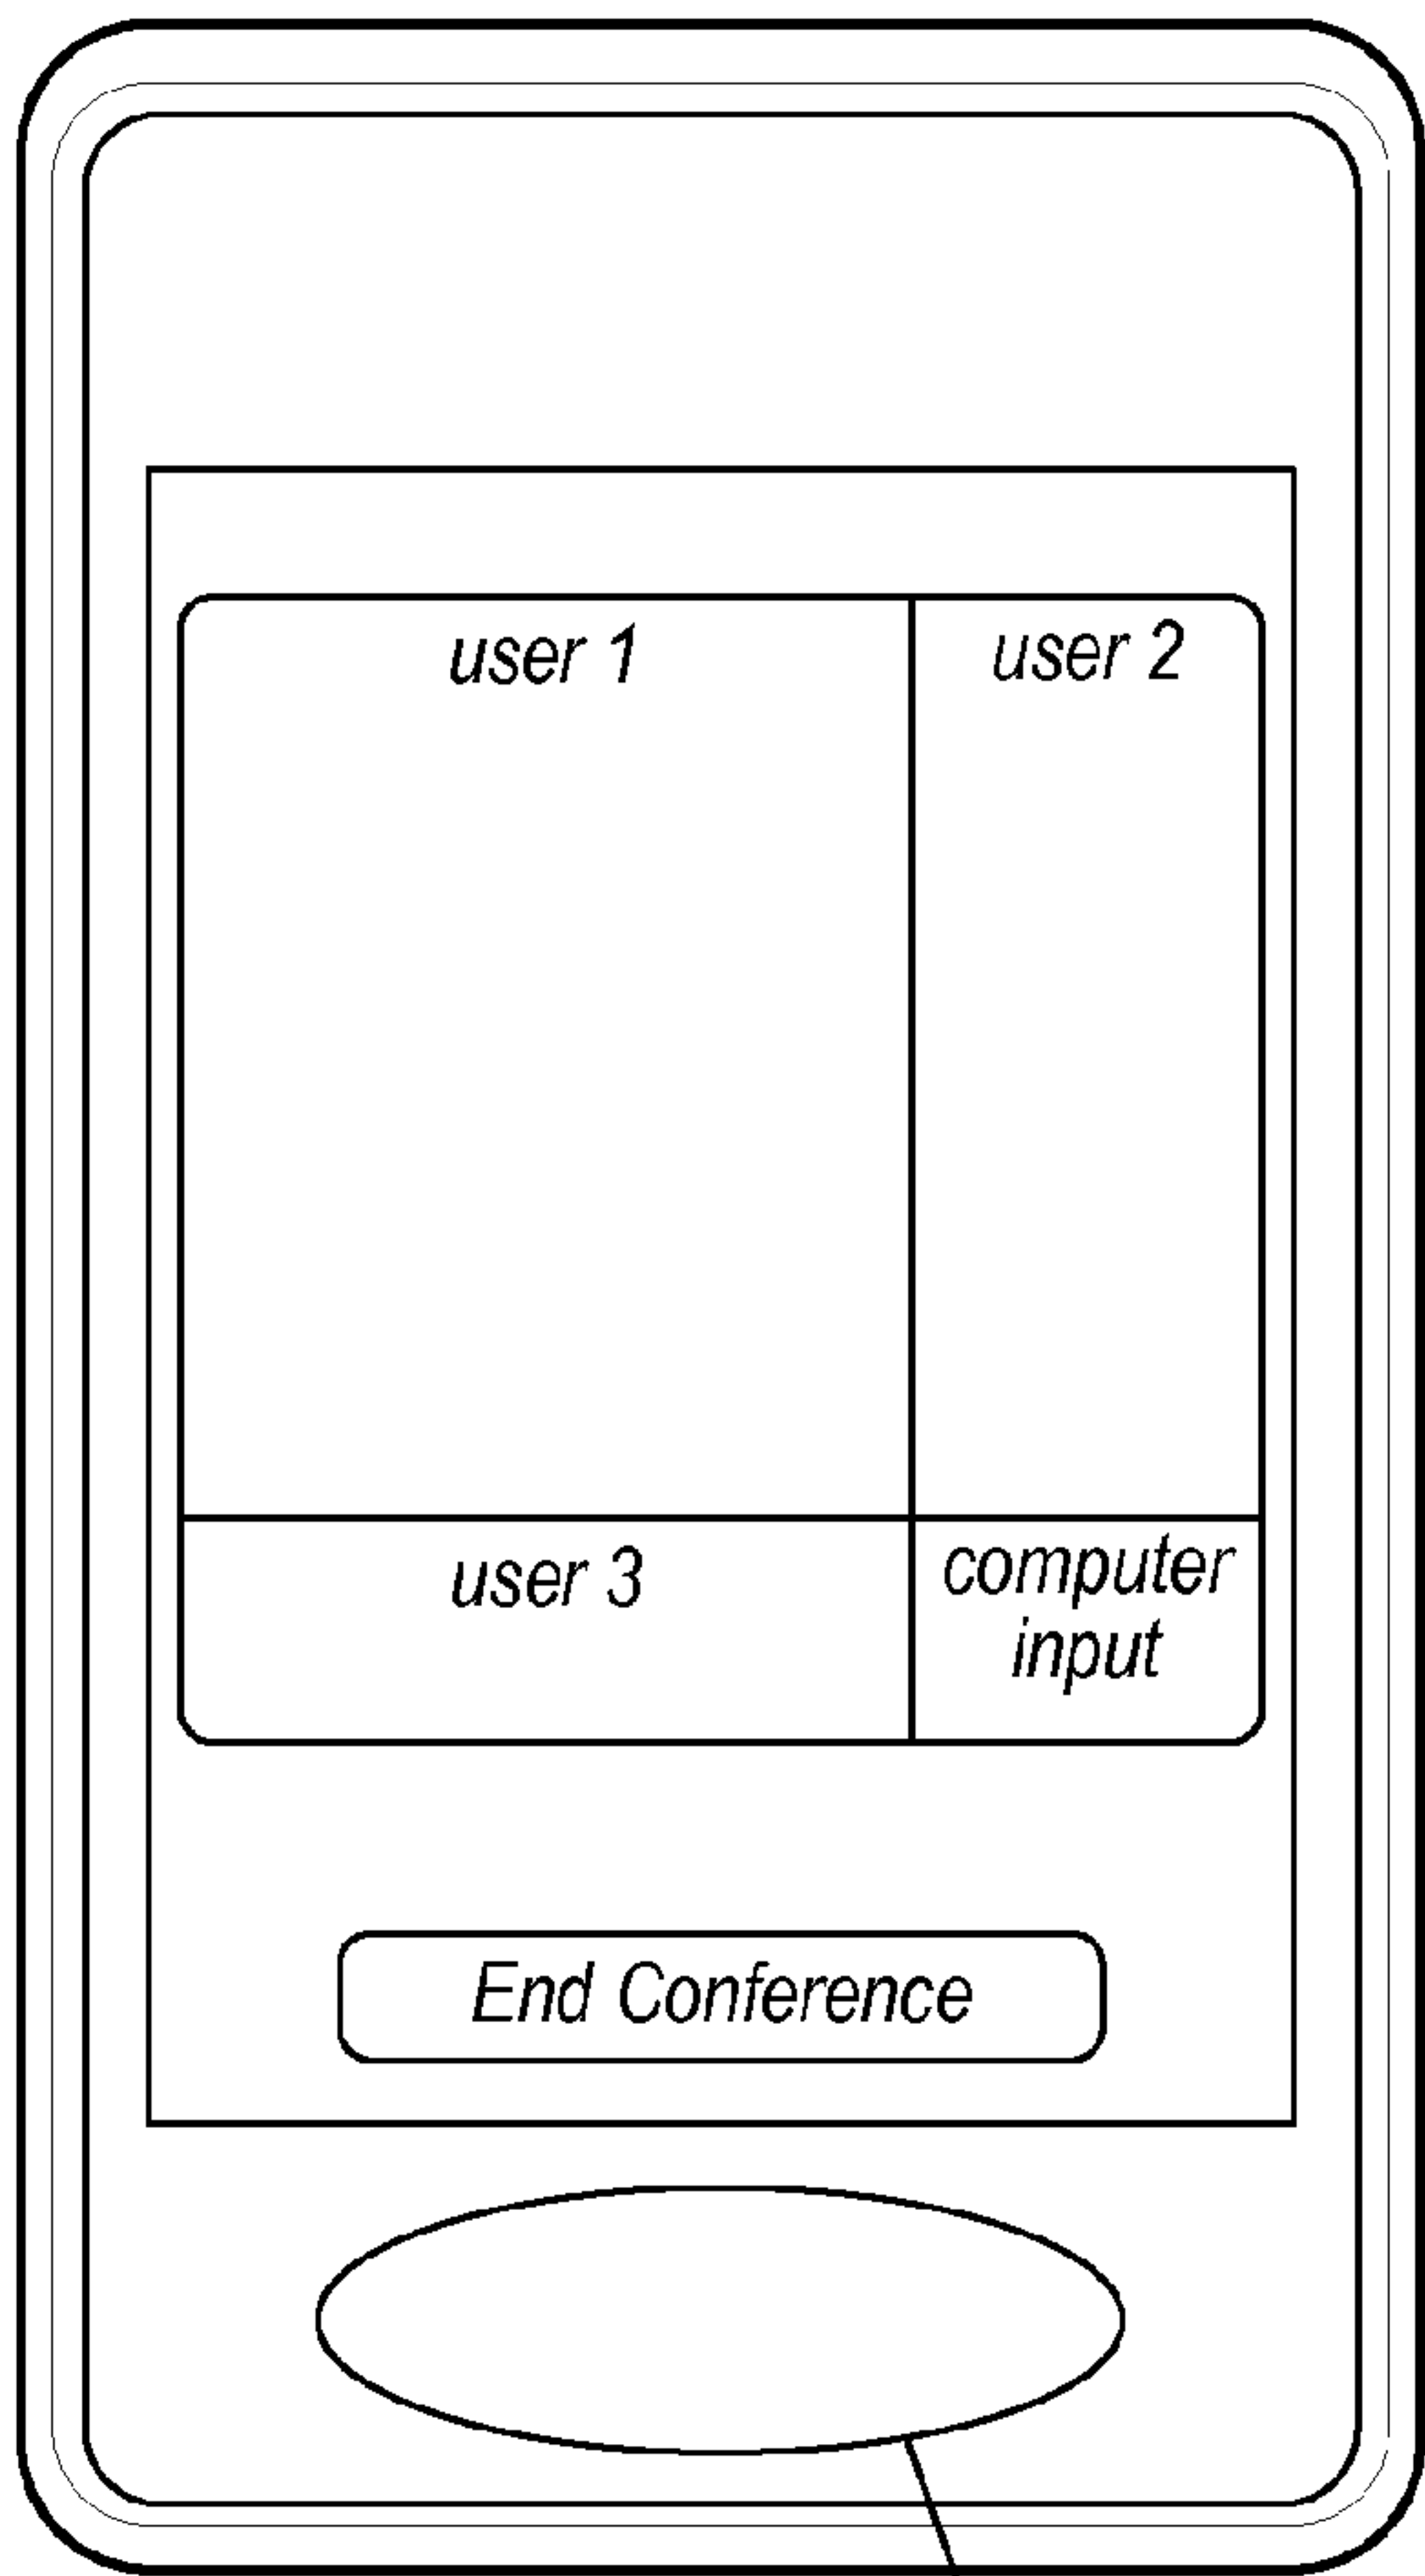 user 1
user 2
user 3
computer
input
End Conference